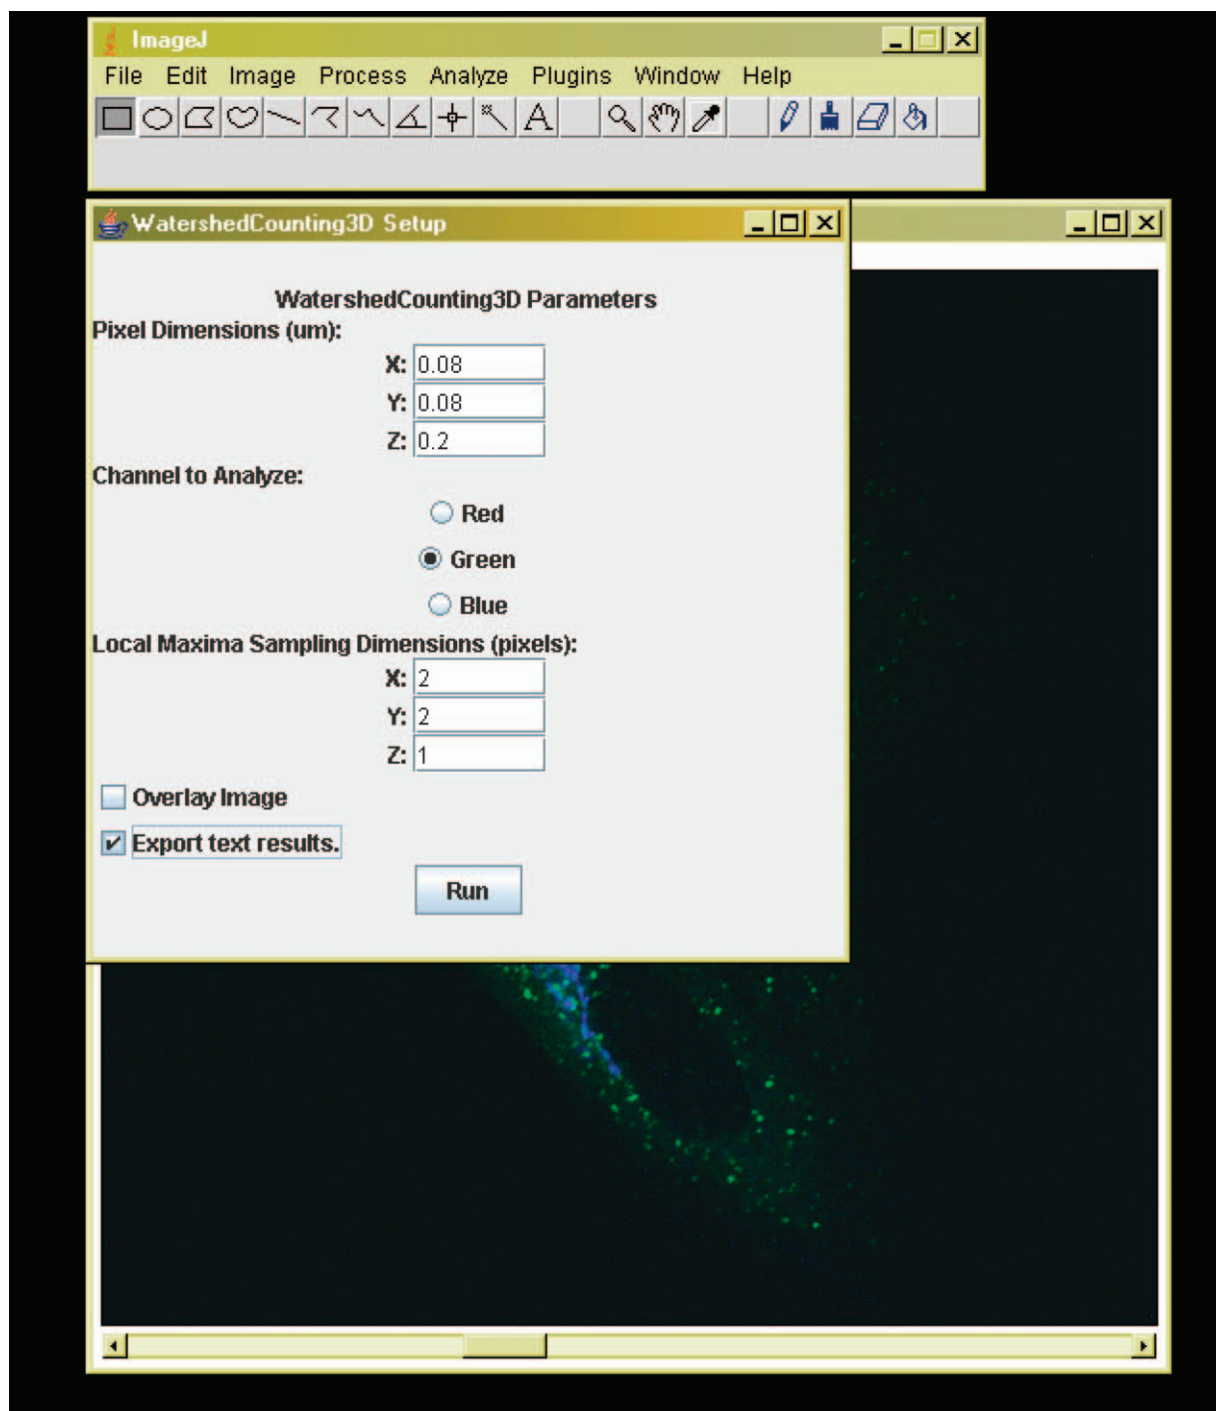 ImageJ
File Edit Image Process Analyze Plugins Window Help
A
WatershedCounting3D Setup
WatershedCounting3D Parameters
Pixel Dimensions (um):
X: 0.08
Y: 0.08
Z: 0.2
Channel to Analyze:
Red
Green
Blue
Local Maxima Sampling Dimensions (pixels):
X: 2
Y: 2
Z: 1
Overlay Image
Export text results.
Run